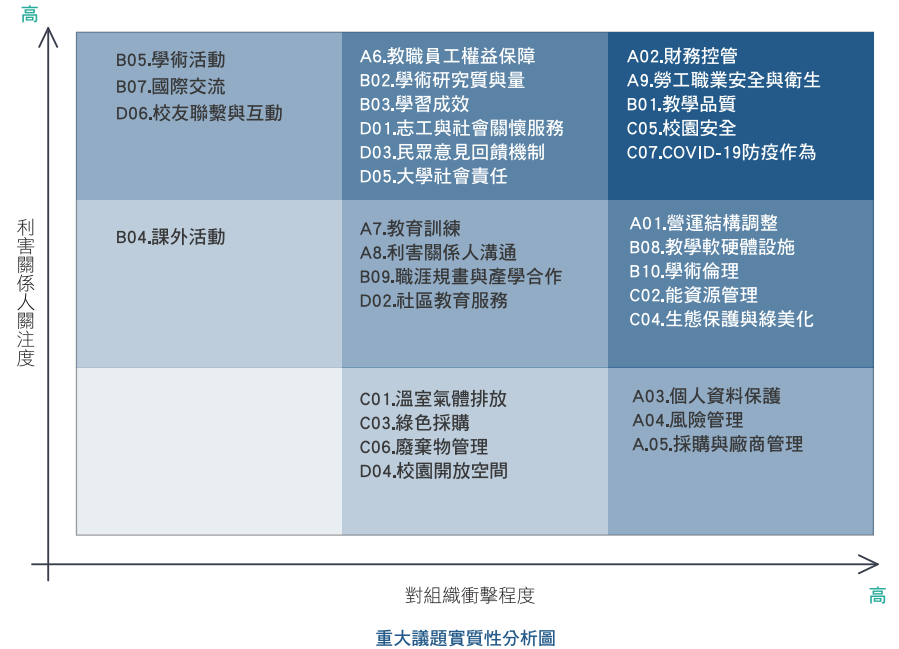 高
B05.學術活動
B07.國際交流
D06.校友聯繫與互動
A6.教職員工權益保障
B02.學術研究質與量
B03.學習成效
D01.志工與社會關懷服務
D03.民眾意見回饋機制
D05.大學社會責任
A02.財務控管
A9.勞工職業安全與衛生
B01.教學品質
C05.校園安全
C07.COVID-19防疫作為
利害關係人關注度
B04.課外活動
A7.教育訓練
A8.利害關係人溝通
B09.職涯規畫與產學合作
D02.社區教育服務
A01.營運結構調整
B08.教學軟硬體設施
B10.學術倫理
C02.能資源管理
C04.生態保護與綠美化
C01.溫室氣體排放
C03.綠色採購
C06.廢棄物管理
D04.校園開放空間
A03.個人資料保護
A04.風險管理
A.05.採購與廠商管理
對組織衝擊程度
高
重大議題實質性分析圖